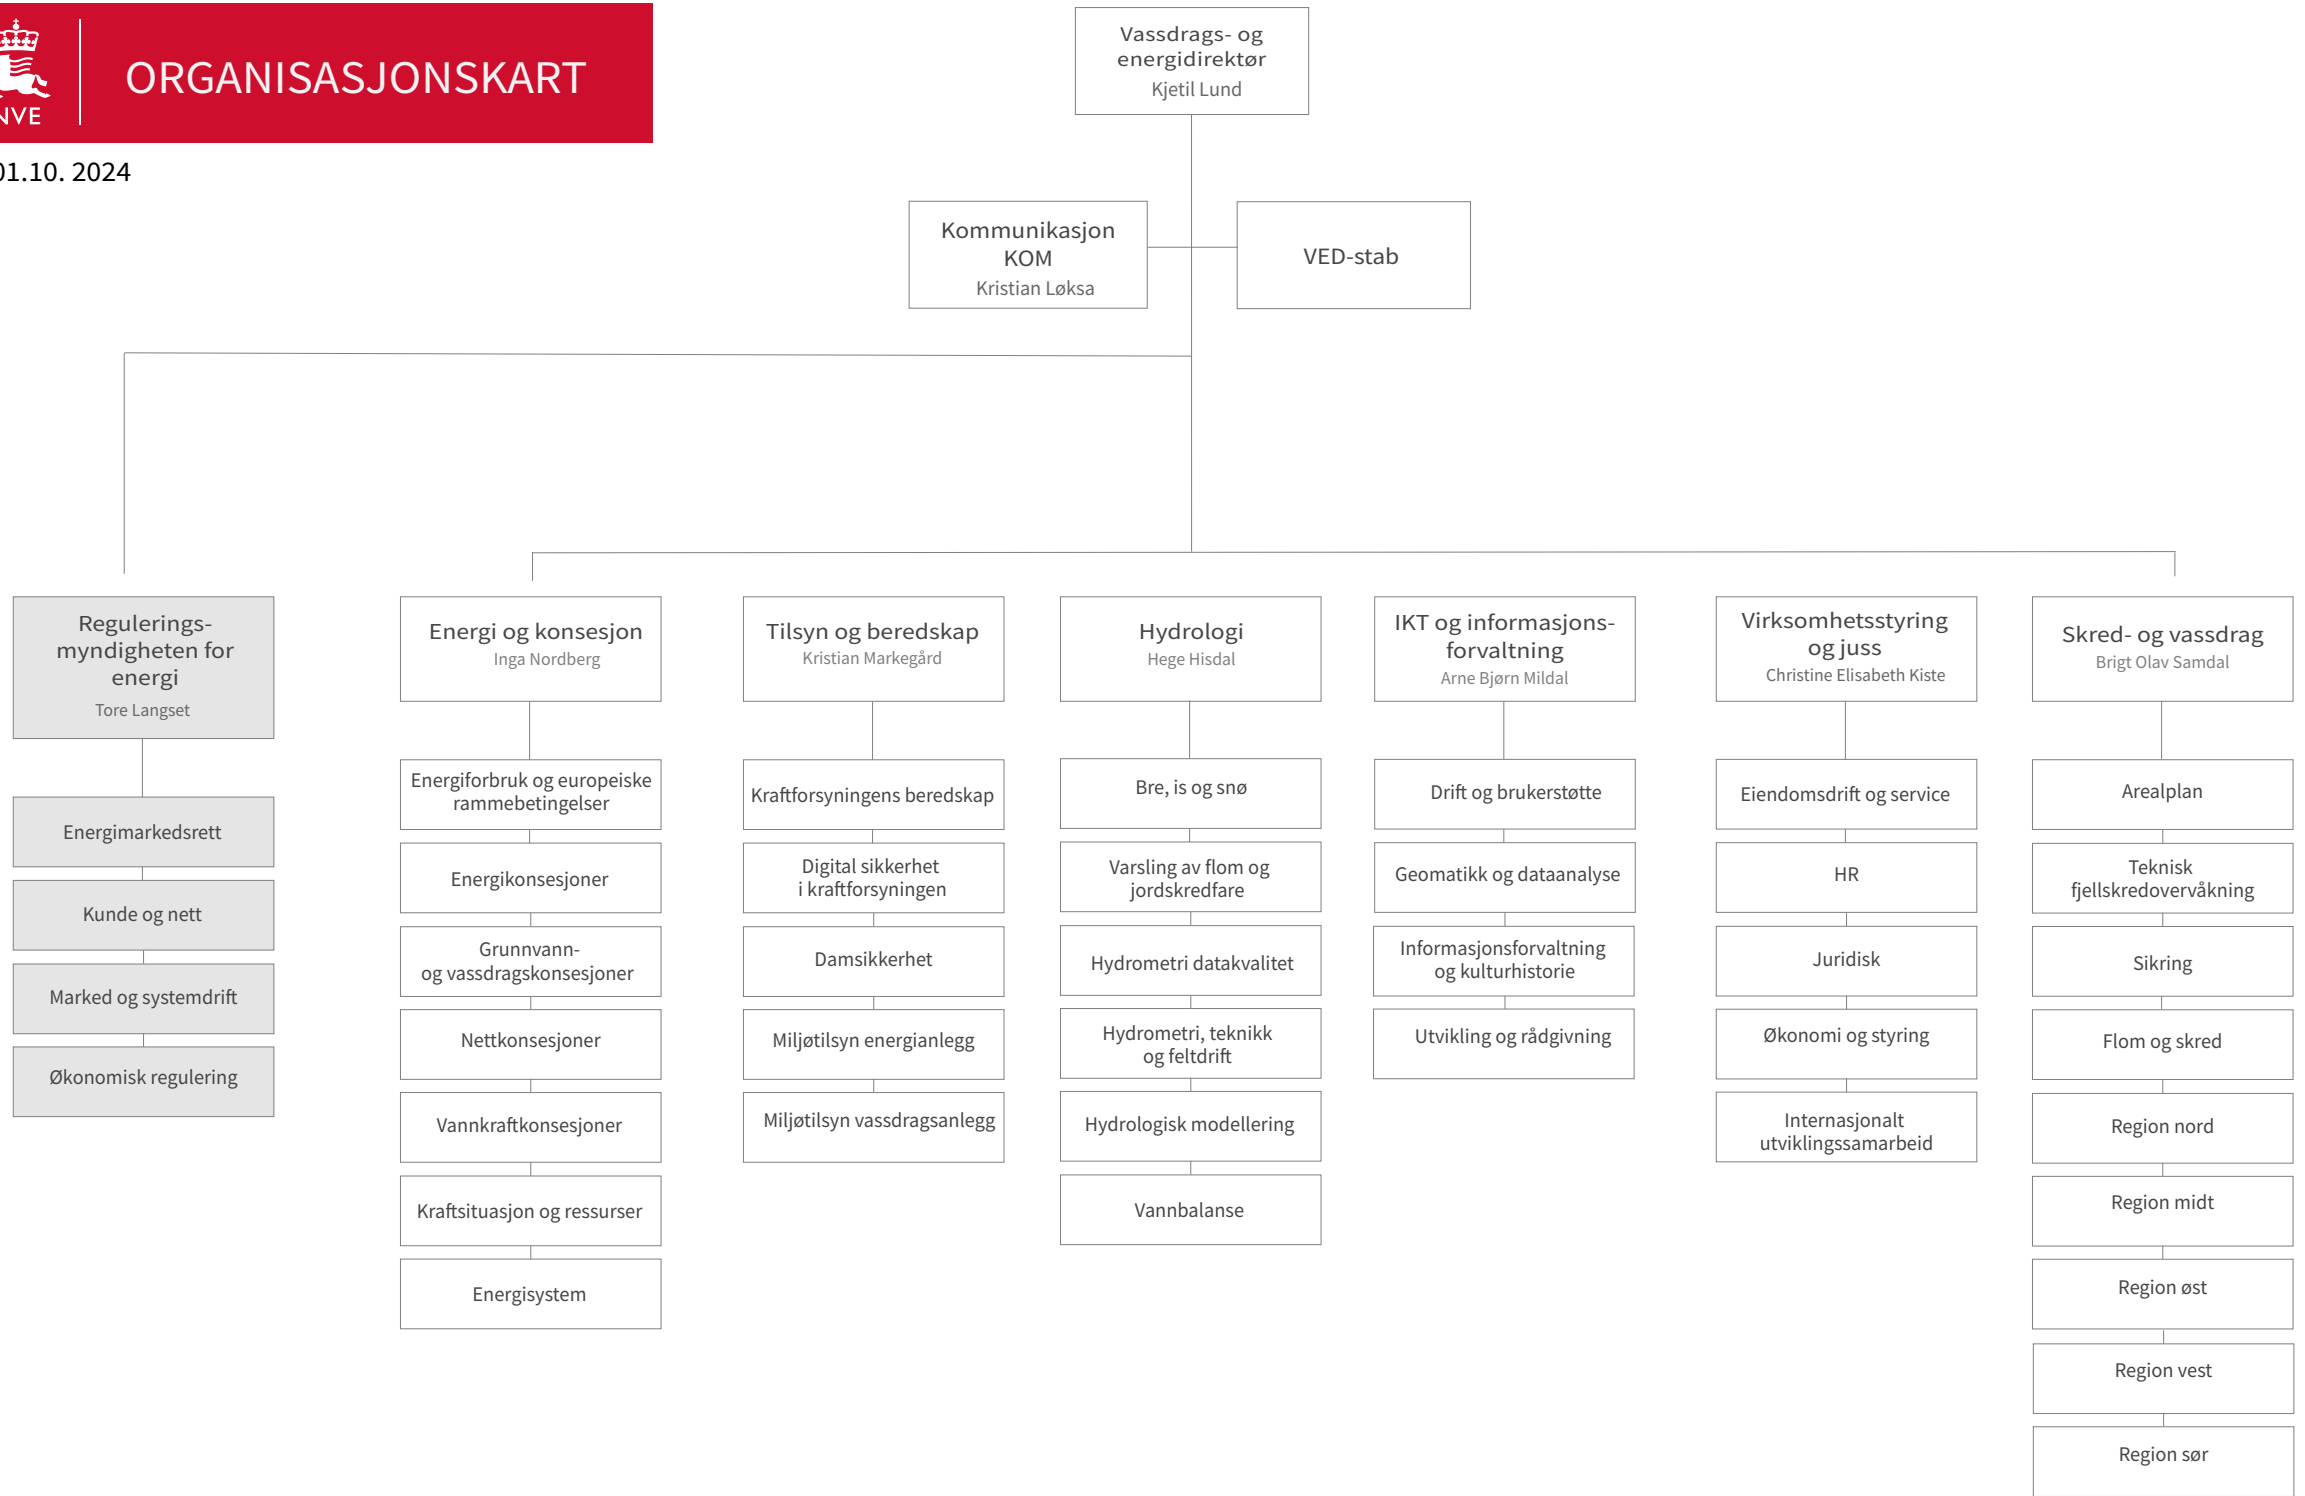 NVE
ORGANISASJONSKART
01.10. 2024
Vassdrags- og
energidirektør
Kjetil Lund
Kommunikasjon
KOM
Kristian Løksa
VED-stab
Regulerings-
myndigheten for
energi
Tore Langset
Energimarkedsrett
Kunde og nett
Marked og systemdrift
Økonomisk regulering
Energi og konsesjon
Inga Nordberg
Energiforbruk og europeiske
rammebetingelser
Energikonsesjoner
Grunnvann-
og vassdragskonsesjoner
Nettkonsesjoner
Vannkraftkonsesjoner
Kraftsituasjon og ressurser
Energisystem
Tilsyn og beredskap
Kristian Markegård
Kraftforsyningens beredskap
Digital sikkerhet
i kraftforsyningen
Damsikkerhet
Miljøtilsyn energianlegg
Miljøtilsyn vassdragsanlegg
Hydrologi
Hege Hisdal
Bre, is og snø
Varsling av flom og
jordskredfare
Hydrometri datakvalitet
Hydrometri, teknikk
og feltdrift
Hydrologisk modellering
Vannbalanse
IKT og informasjons-
forvaltning
Arne Bjørn Mildal
Drift og brukerstøtte
Geomatikk og dataanalyse
Informasjonsforvaltning
og kulturhistorie
Utvikling og rådgivning
Virksomhetsstyring
og juss
Christine Elisabeth Kiste
Eiendomsdrift og service
HR
Juridisk
Økonomi og styring
Internasjonalt
utviklingssamarbeid
Skred- og vassdrag
Brigt Olav Samdal
Arealplan
Teknisk
fjellskredovervåkning
Sikring
Flom og skred
Region nord
Region midt
Region øst
Region vest
Region sør